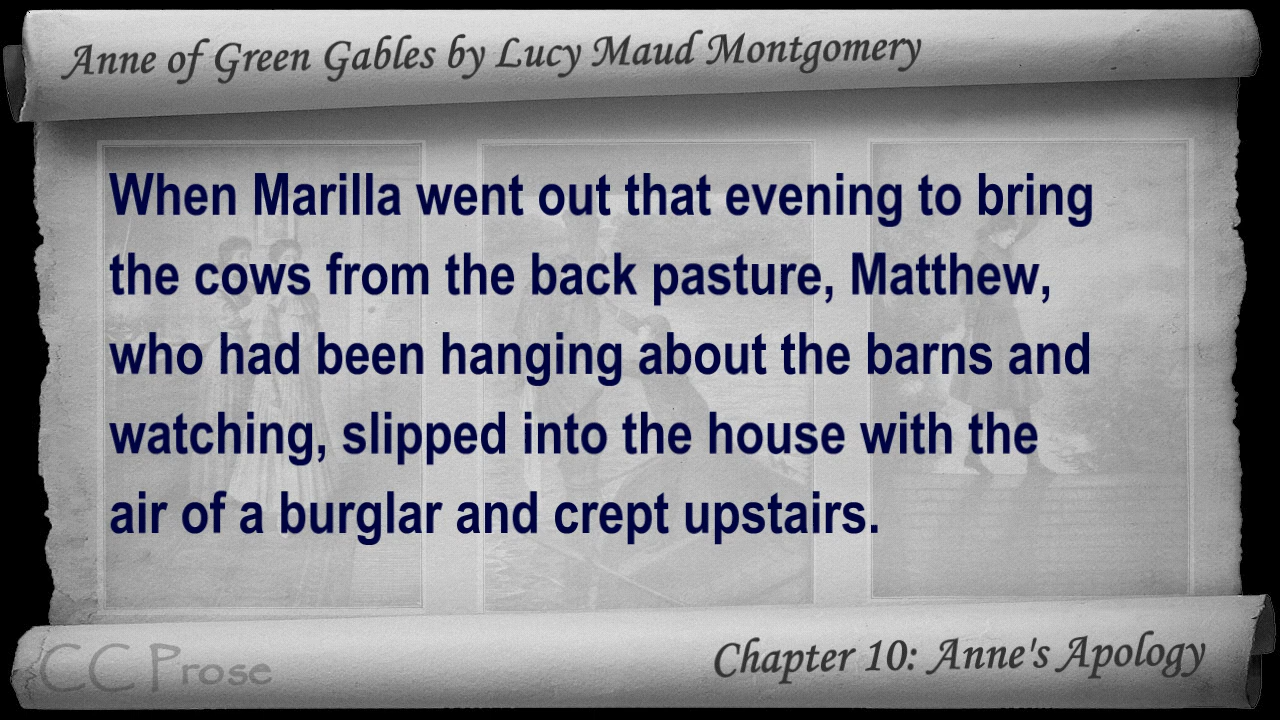 Anne of Green Gables by Lucy Maud Montgomery
When Marilla went out that evening to bring
the cows from the back pasture, Matthew,
who had been hanging about the barns and
watching, slipped into the house with the
air of a burglar and crept upstairs.
CC Prose
Chapter 10: Anne's Apology